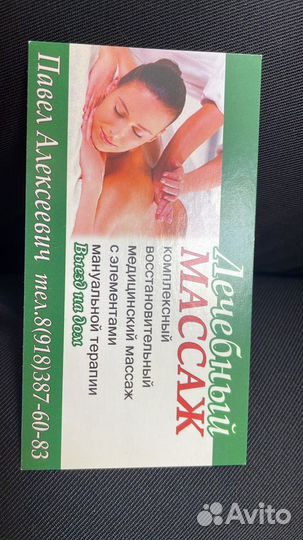 Лечебный
МАССАЖ
комплексный
восстановительный
медицинский массаж
с элементами
мануальной терапии
Выезд на дом
Павел Алексеевич тел.8(918)387-60-83
Avito